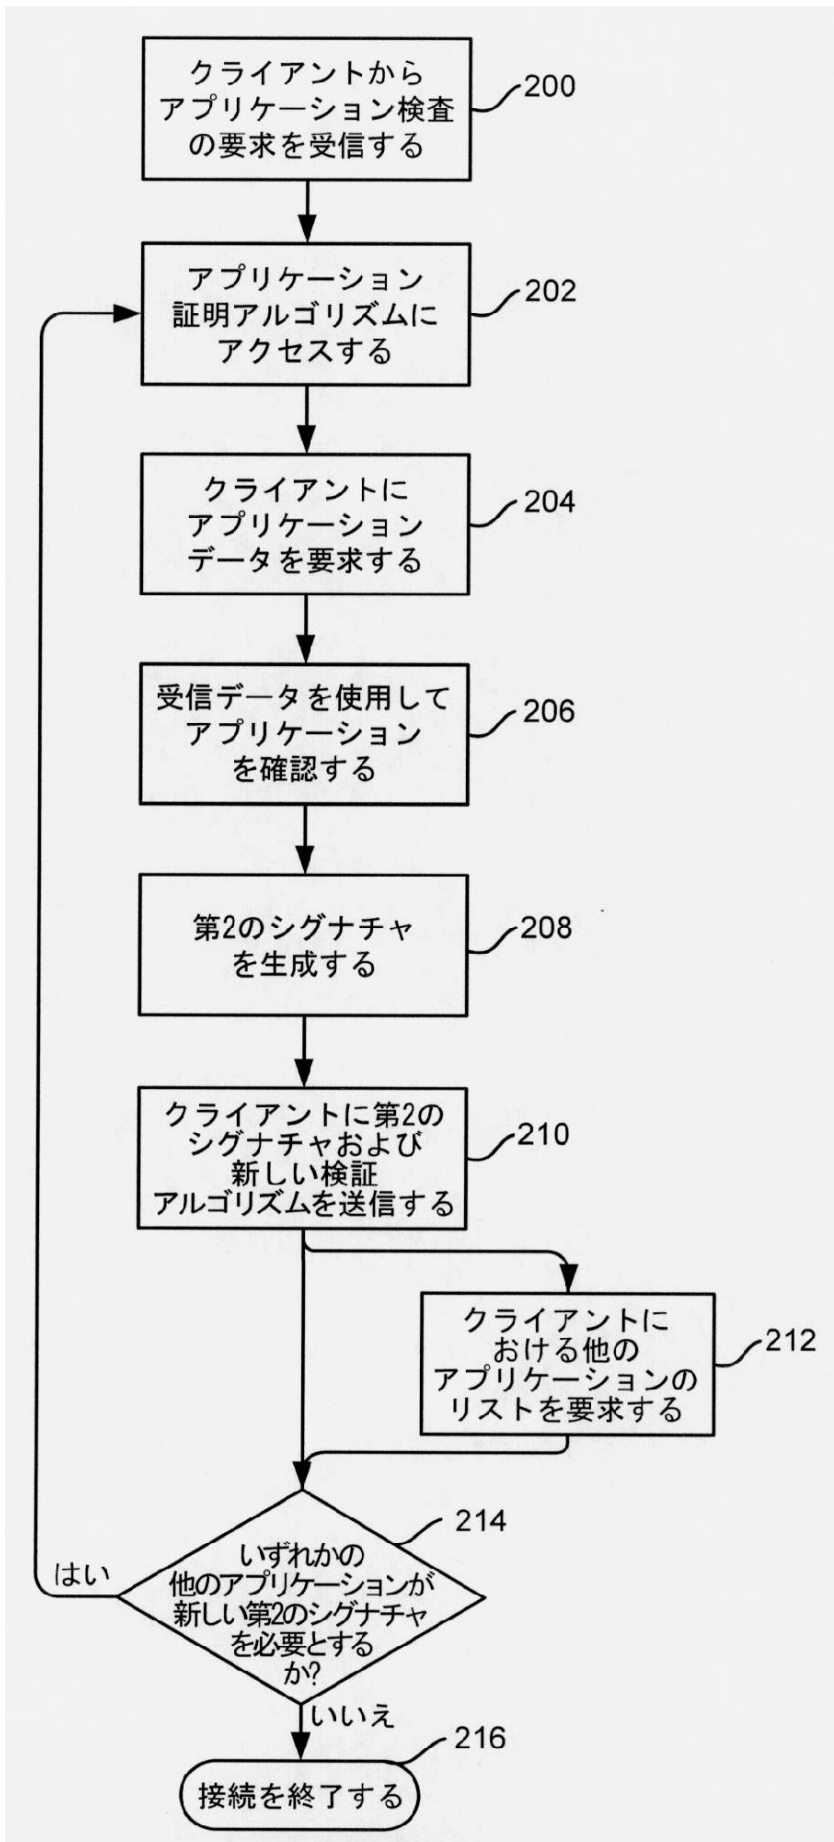 クライアントから
アプリケーション検査
の要求を受信する
200
アプリケーション
証明アルゴリズムに
アクセスする
202
クライアントに
アプリケーション
データを要求する
204
受信データを使用して
アプリケーション
を確認する
206
第2のシグナチャ
を生成する
208
クライアントに第2の
シグナチャおよび
新しい検証
アルゴリズムを送信する
210
クライアントに
おける他の
アプリケーションの
リストを要求する
212
214
いずれかの
他のアプリケーションが
新しい第2のシグナチャ
を必要とする
か?
はい
いいえ
216
接続を終了する